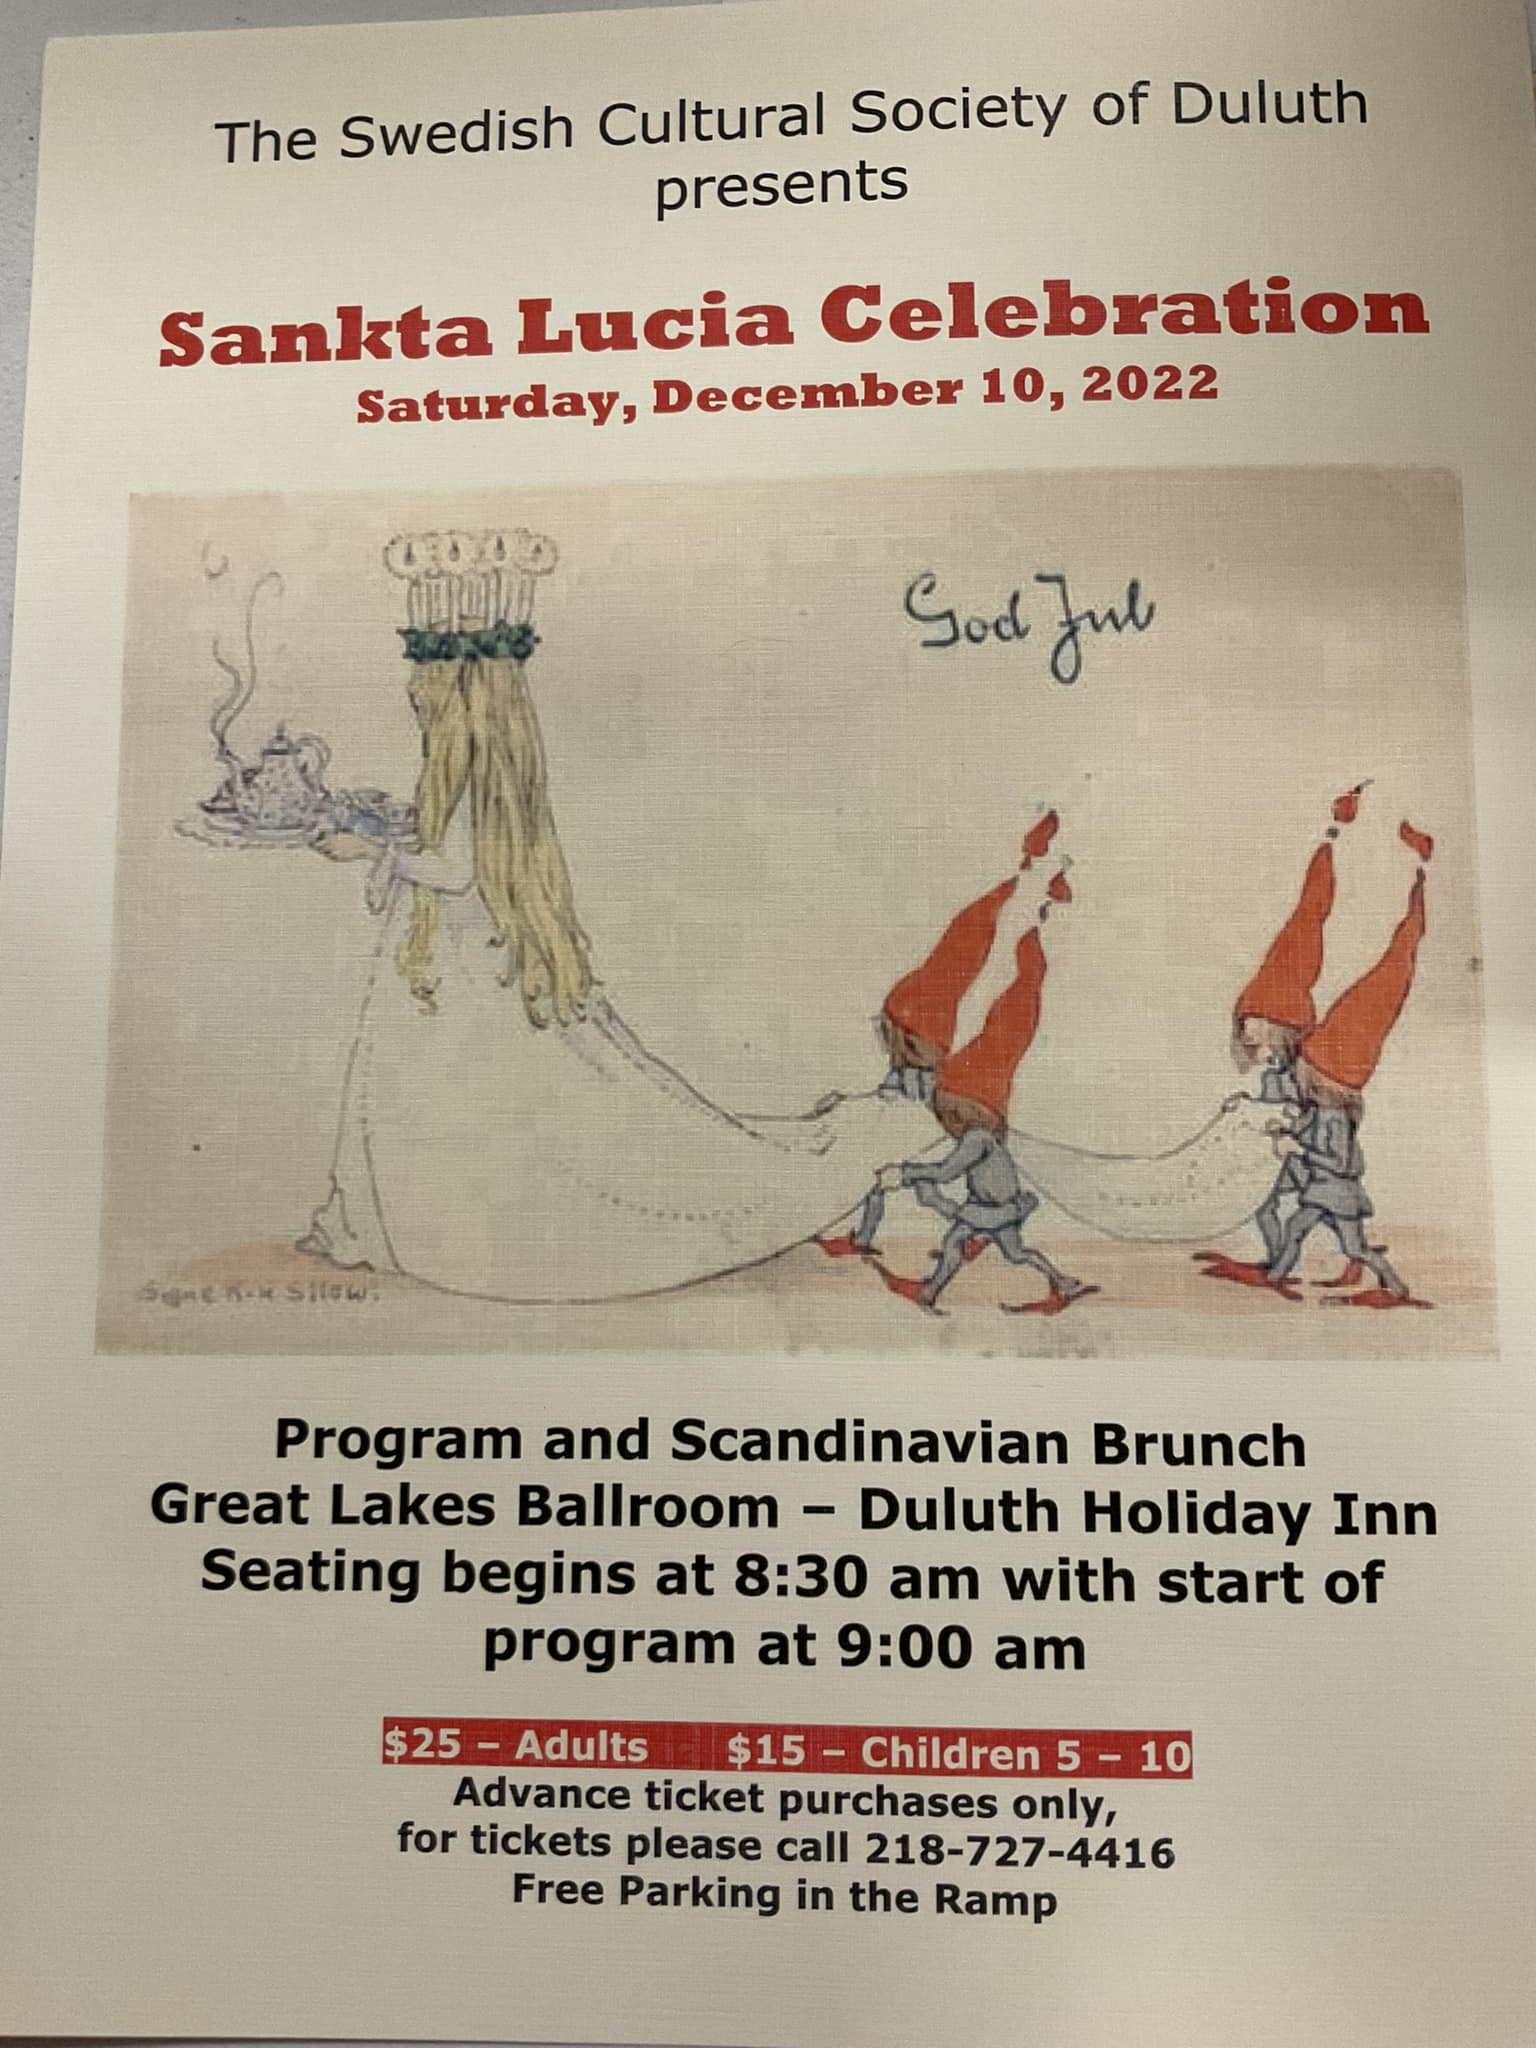 The Swedish Cultural Society of Duluth
presents
Sankta Lucia Celebration
Saturday, December 10, 2022
God Jul
Program and Scandinavian Brunch
Great Lakes Ballroom – Duluth Holiday Inn
Seating begins at 8:30 am with start of
program at 9:00 am
$25 – Adults $15 – Children 5 – 10
Advance ticket purchases only,
for tickets please call 218-727-4416
Free Parking in the Ramp